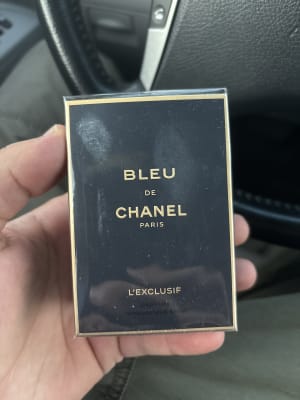 BLEU
DE
CHANEL
PARIS
L'EXCLUSIF